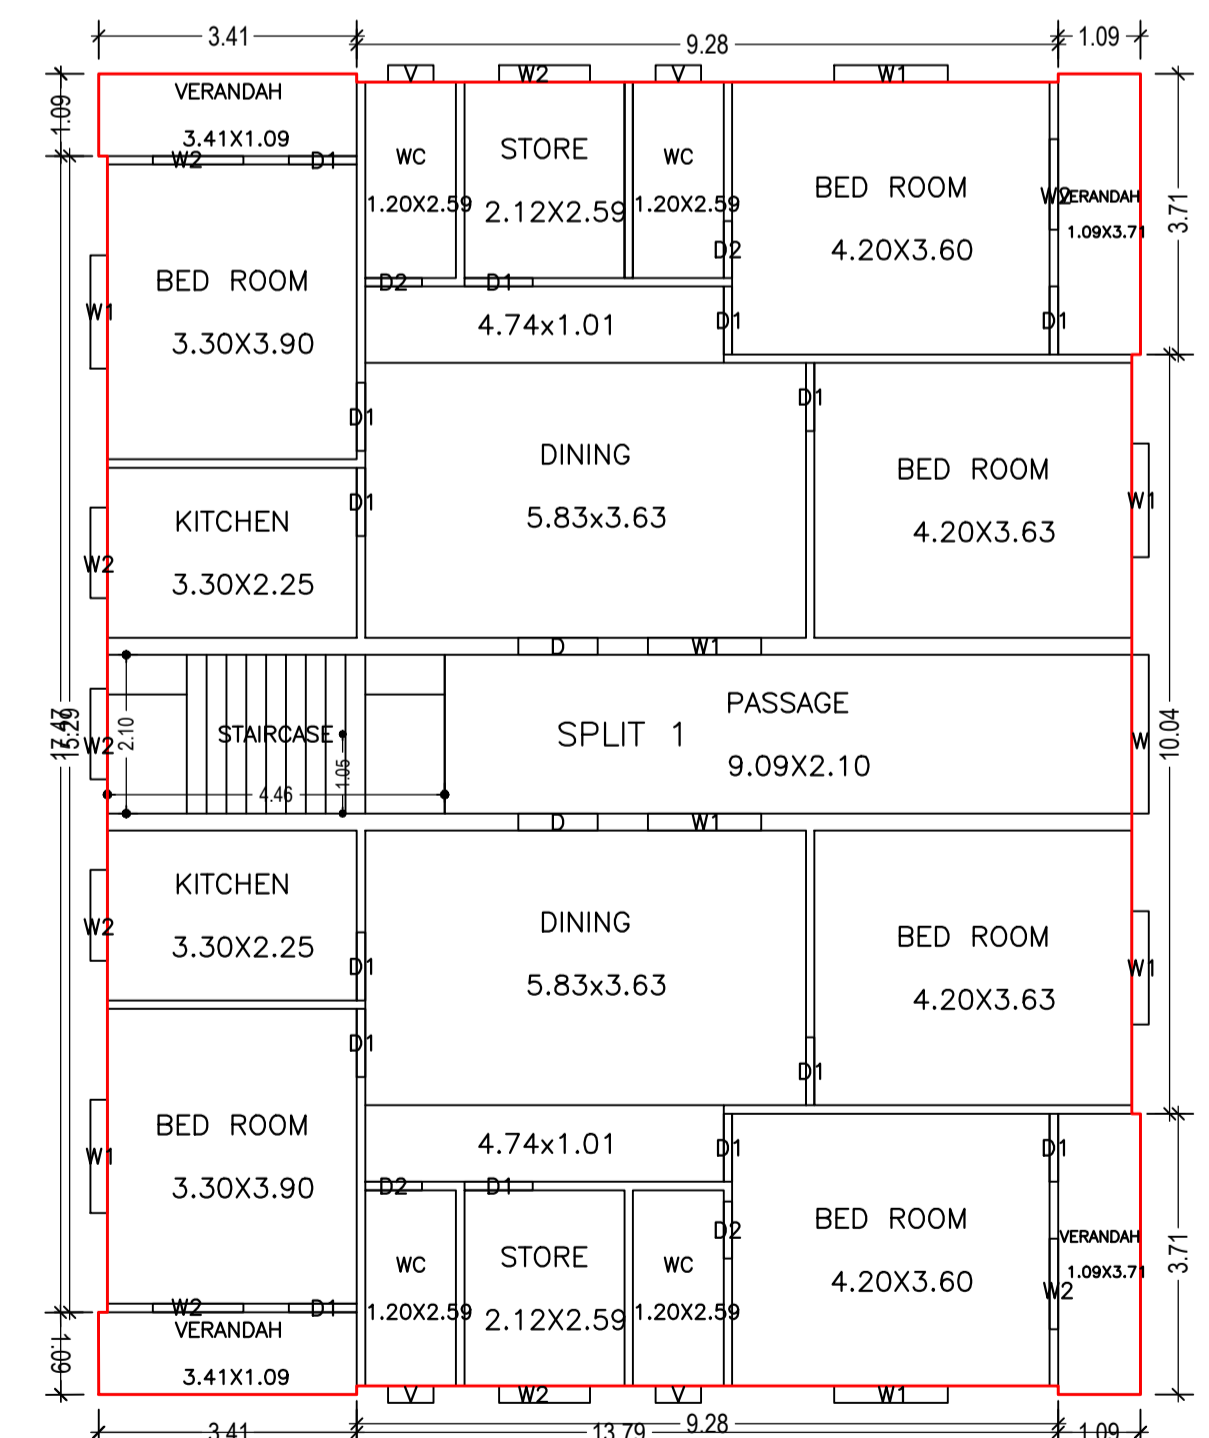 3.41
9.28
1.09
V
W2
V
W1
VERANDAH
3.41X1.09
1.09
W2
D1
WC
1.20X2.59
STORE
2.12X2.59
WC
1.20X2.59
BED ROOM
4.20X3.60
W2
VERANDAH
1.09X3.71
3.71
D2
D2
D1
BED ROOM
3.30X3.90
W1
4.74x1.01
D1
D1
D1
D1
DINING
5.83x3.63
BED ROOM
4.20X3.63
W1
D1
KITCHEN
3.30X2.25
W2
D
W1
17.47
15.29
2.10
W2
STAIRCASE
1.05
4.46
SPLIT 1
PASSAGE
9.09X2.10
W
10.04
D
W1
KITCHEN
3.30X2.25
W2
D1
DINING
5.83x3.63
BED ROOM
4.20X3.63
W1
D1
D1
BED ROOM
3.30X3.90
W1
4.74x1.01
D1
D1
D2
D1
D2
WC
1.20X2.59
STORE
2.12X2.59
WC
1.20X2.59
BED ROOM
4.20X3.60
VERANDAH
1.09X3.71
W2
3.71
W2
D1
VERANDAH
3.41X1.09
1.09
V
W2
V
W1
3.41
13.79
9.28
1.09